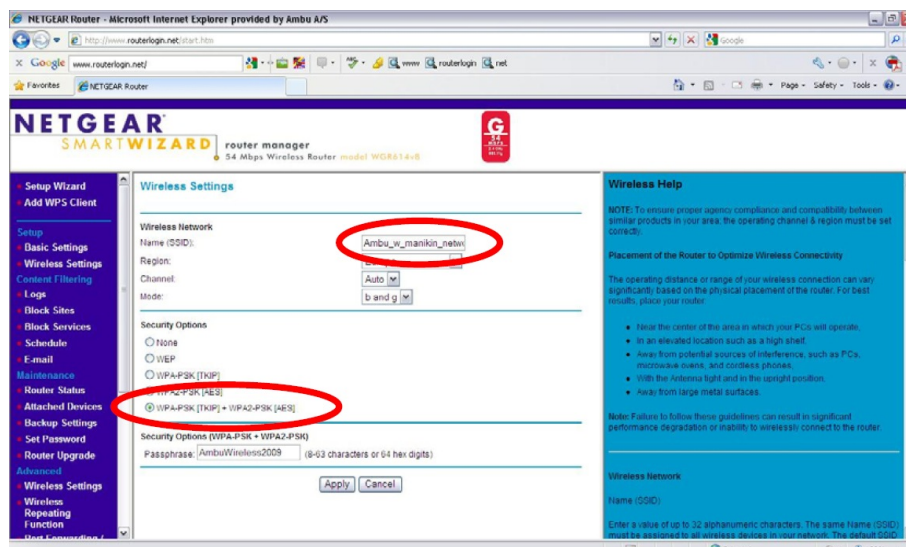 NETGEAR Router - Microsoft Internet Explorer provided by Ambu A/S
http://www.routerlogin.net/start.htm
Google
x Google www.routerlogin.net/
www routerlogin net
Favorites NETGEAR Router
Page Safety Tools
NETGEAR
SMARTWIZARD router manager
54 Mbps Wireless Router model WGR614v8
G
54
Setup Wizard
Add WPS Client
Setup
Basic Settings
Wireless Settings
Content Filtering
Logs
Block Sites
Block Services
Schedule
E-mail
Maintenance
Router Status
Attached Devices
Backup Settings
Set Password
Router Upgrade
Advanced
Wireless Settings
Wireless
Repeating
Function
Port Forwarding /
Wireless Settings
Wireless Network
Name (SSID): Ambu_w_manikin_netw
Region:
Channel: Auto
Mode: b and g
Security Options
None
WEP
WPA-PSK [TKIP]
WPA2-PSK [AES]
WPA-PSK [TKIP] + WPA2-PSK [AES]
Security Options (WPA-PSK + WPA2-PSK)
Passphrase: AmbuWireless2009 (8-63 characters or 64 hex digits)
Apply Cancel
Wireless Help
NOTE: To ensure proper agency compliance and compatibility between
similar products in your area; the operating channel & region must be set
correctly.
Placement of the Router to Optimize Wireless Connectivity
The operating distance or range of your wireless connection can vary
significantly based on the physical placement of the router. For best
results, place your router:
Near the center of the area in which your PCs will operate,
In an elevated location such as a high shelf,
Away from potential sources of interference, such as PCs,
microwave ovens, and cordless phones,
With the Antenna tight and in the upright position.
Away from large metal surfaces.
Note: Failure to follow these guidelines can result in significant
performance degradation or inability to wirelessly connect to the router.
Wireless Network
Name (SSID)
Enter a value of up to 32 alphanumeric characters. The same Name (SSID)
must be assigned to all wireless devices in your network. The default SSID